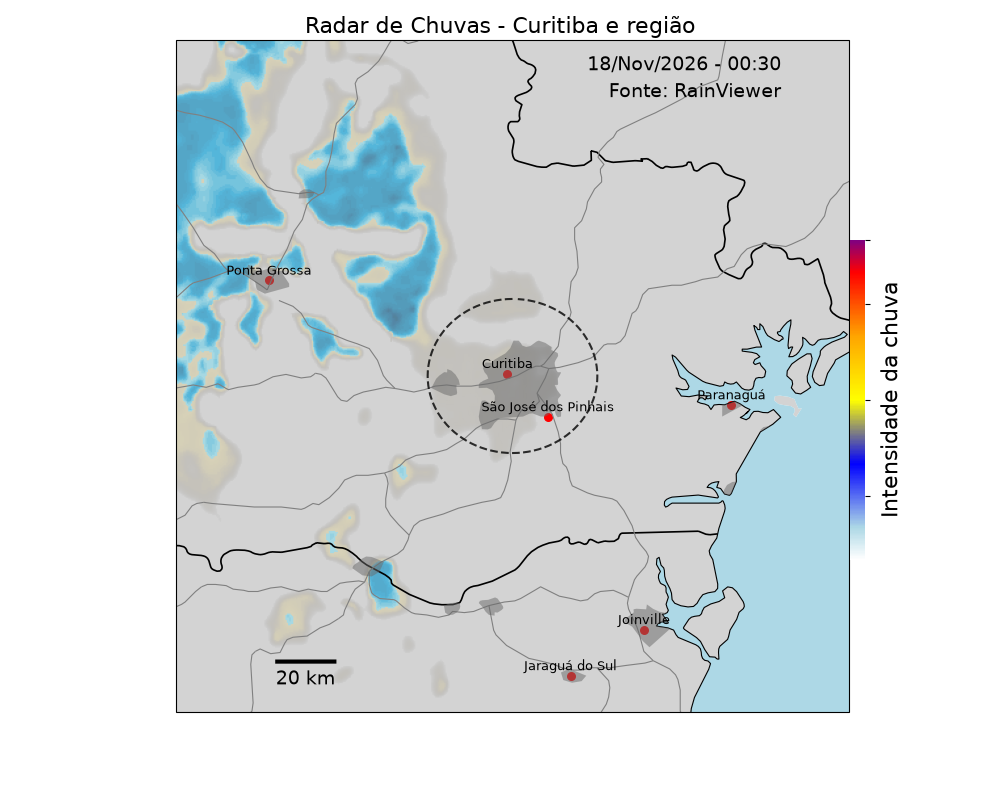 Radar de Chuvas - Curitiba e região
18/Nov/2026 - 00:30
Fonte: RainViewer
Ponta Grossa
Curitiba
São José dos Pinhais
Paranaguá
Intensidade da chuva
Joinville
Jaraguá do Sul
20 km